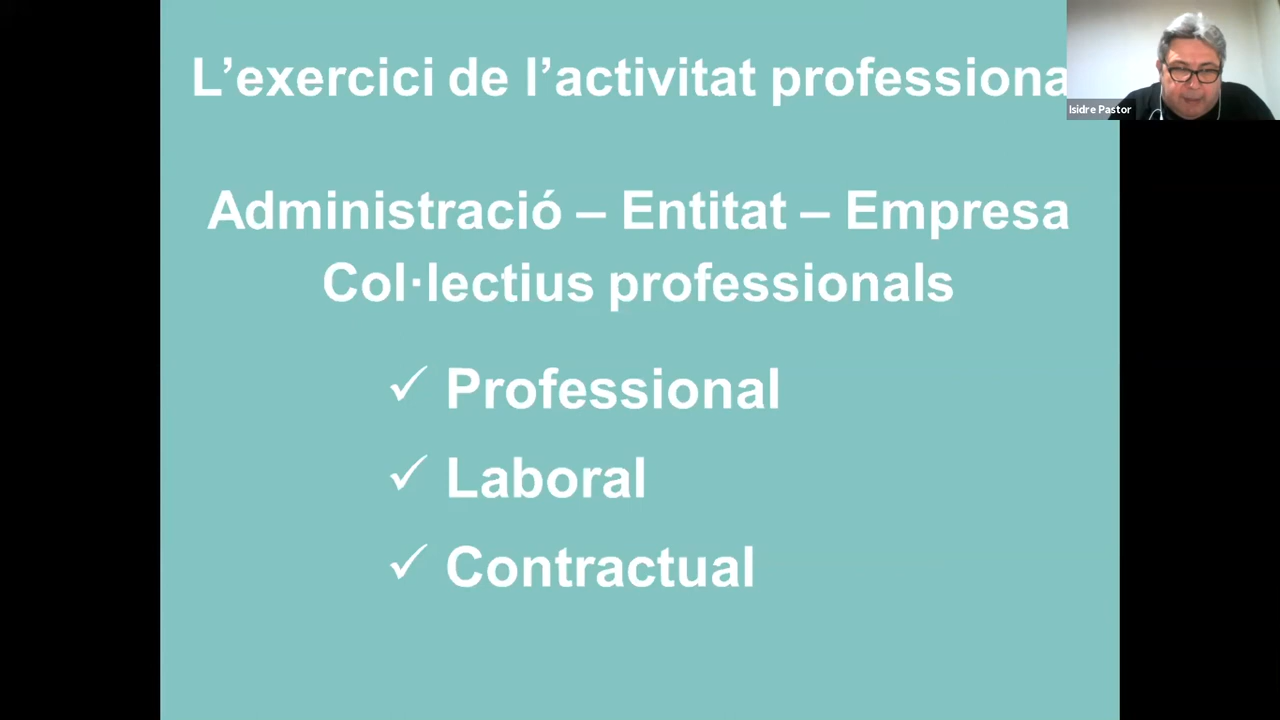 L’exercici de l’activitat professiona
Isidre Pastor
Administració – Entitat – Empresa
Col·lectius professionals
✓ Professional
✓ Laboral
✓ Contractual